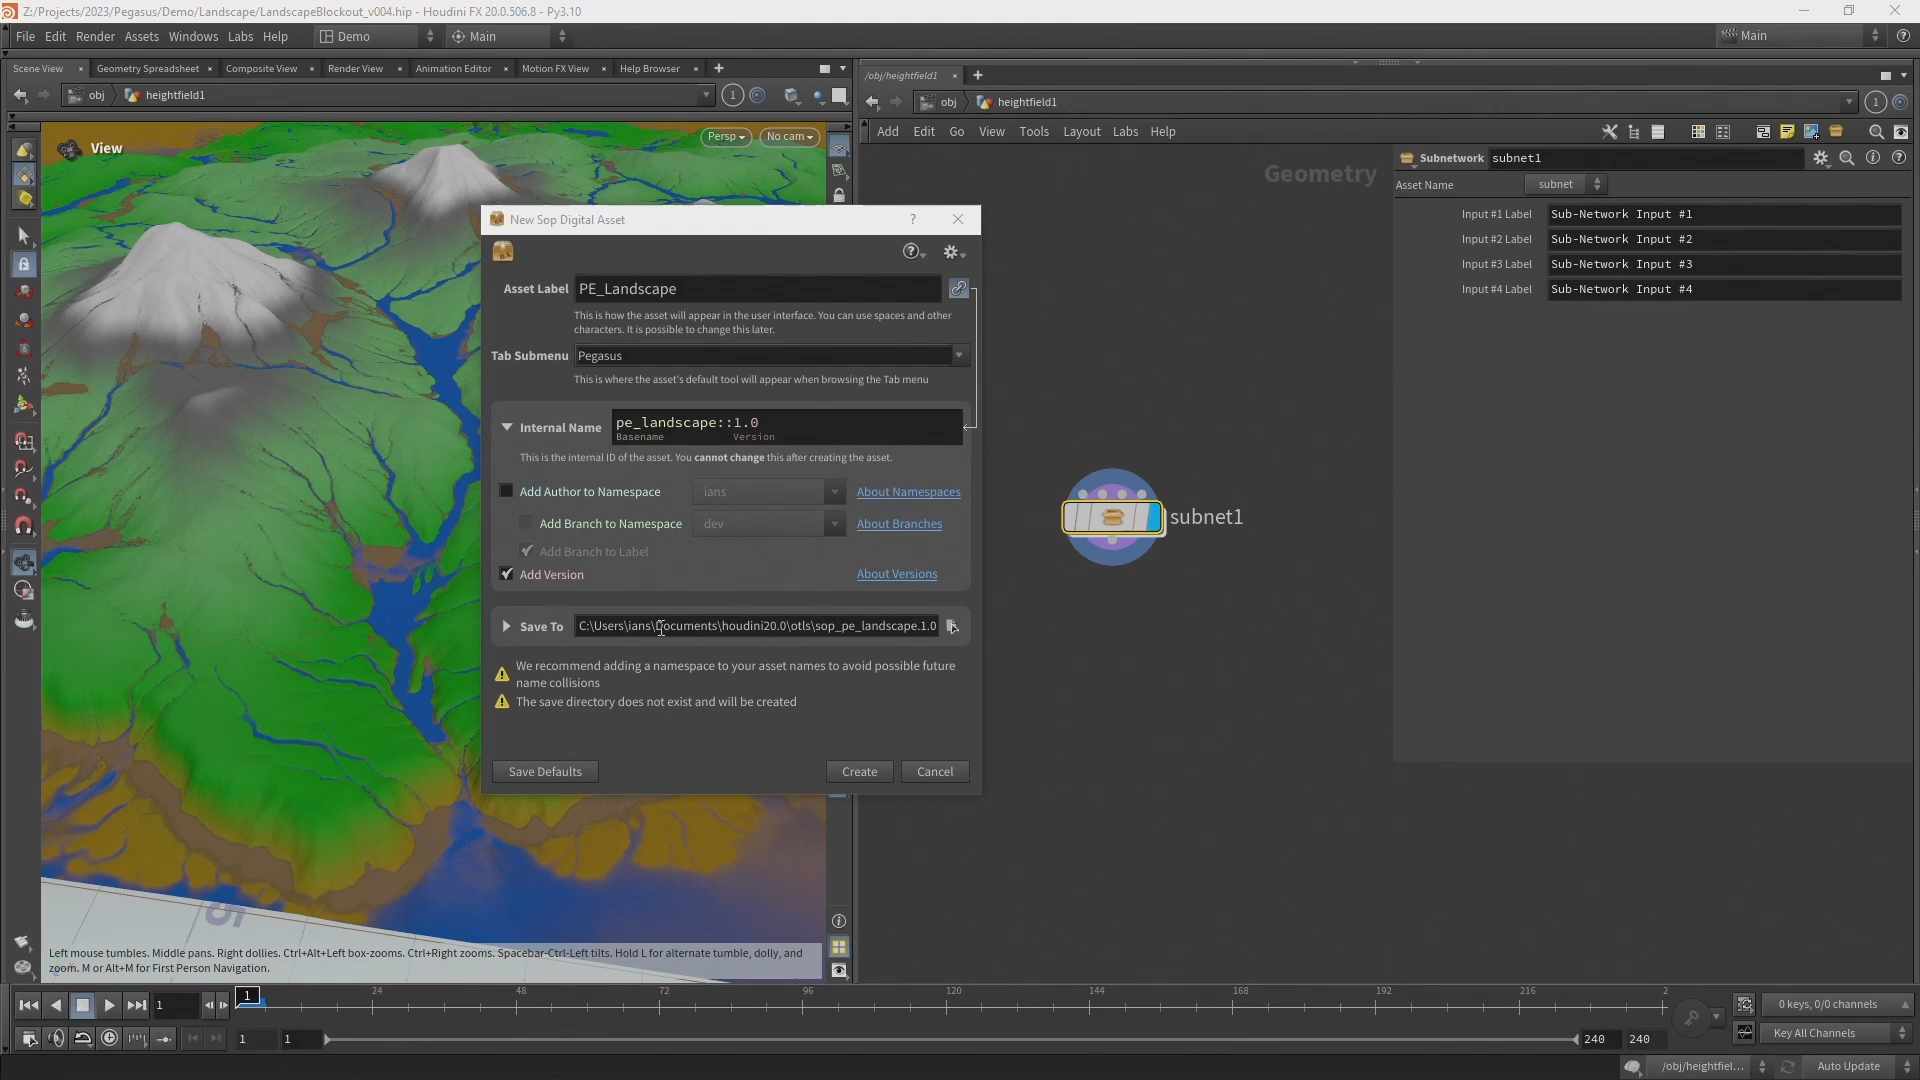 Z:/Projects/2023/Pegasus/Demo/Landscape/LandscapeBlockout_v004.hip - Houdini FX 20.0.506.8 - Py3.10
File Edit Render Assets Windows Labs Help Demo Main Main
Scene View Geometry Spreadsheet Composite View Render View Animation Editor Motion FX View Help Browser
/obj/heightfield1
obj heightfield1 1
obj heightfield1 1
Add Edit Go View Tools Layout Labs Help
View Persp No cam
Geometry
Subnetwork subnet1
Asset Name subnet
Input #1 Label Sub-Network Input #1
Input #2 Label Sub-Network Input #2
Input #3 Label Sub-Network Input #3
Input #4 Label Sub-Network Input #4
New Sop Digital Asset
Asset Label PE_Landscape
This is how the asset will appear in the user interface. You can use spaces and other
characters. It is possible to change this later.
Tab Submenu Pegasus
This is where the asset's default tool will appear when browsing the Tab menu
Internal Name pe_landscape::1.0
Basename Version
This is the internal ID of the asset. You cannot change this after creating the asset.
Add Author to Namespace ians About Namespaces
Add Branch to Namespace dev About Branches
Add Branch to Label
Add Version About Versions
Save To C:\Users\ians\Documents\houdini20.0\otls\sop_pe_landscape.1.0
We recommend adding a namespace to your asset names to avoid possible future
name collisions
The save directory does not exist and will be created
Save Defaults Create Cancel
subnet1
Left mouse tumbles. Middle pans. Right dollies. Ctrl+Alt+Left box-zooms. Ctrl+Right zooms. Spacebar-Ctrl-Left tilts. Hold L for alternate tumble, dolly, and
zoom. M or Alt+M for First Person Navigation.
1 1 24 48 72 96 120 144 168 192 216 2
0 keys, 0/0 channels
1 1 240 240 Key All Channels
/obj/heightfiel... Auto Update